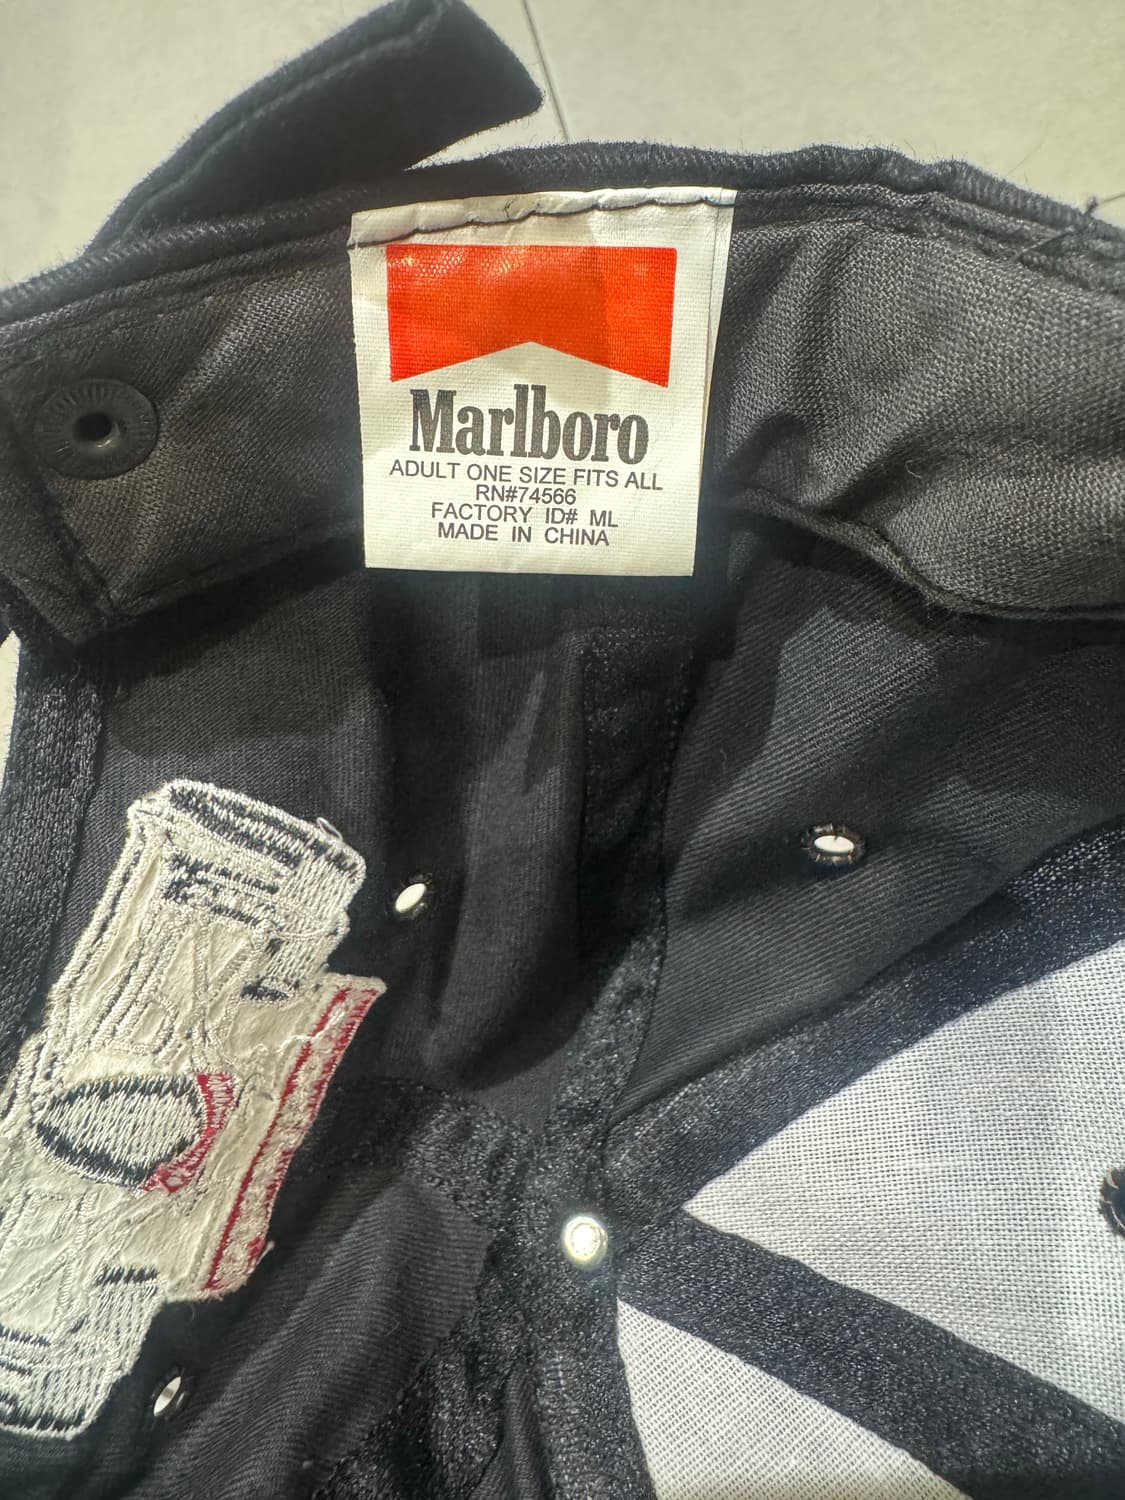 Marlboro
ADULT ONE SIZE FITS ALL
RN#74566
FACTORY ID# ML
MADE IN CHINA